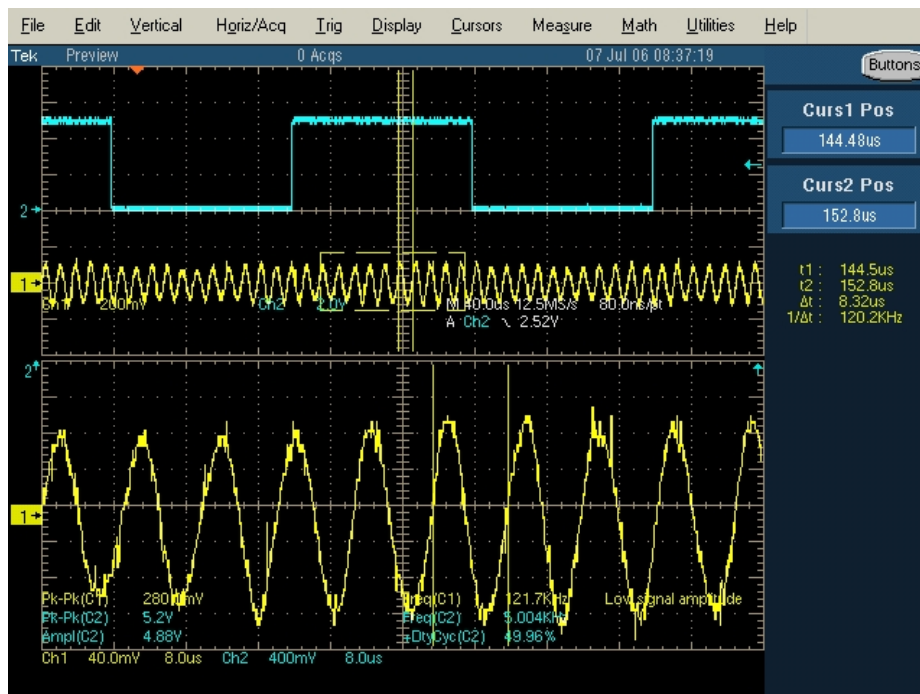 File Edit Vertical Horiz/Acq Trig Display Cursors Measure Math Utilities Help
Tek Preview 0 Acqs 07 Jul 06 08:37:19
Buttons
Curs1 Pos
144.48us
Curs2 Pos
152.8us
t1 : 144.5us
t2 : 152.8us
Δt : 8.32us
1/Δt : 120.2KHz
2
1
Ch2 2.0V M 40.0us 12.5MS/s 80.0ns/pt
A Ch2 2.52V
2
1
Pk-Pk(C1) Freq(C1) 121.7KHz Low signal amplitude
Pk-Pk(C2) 5.2V Freq(C2) 5.004KHz
Ampl(C2) 4.88V +DtyCyc(C2) 49.96%
Ch1 40.0mV 8.0us Ch2 400mV 8.0us